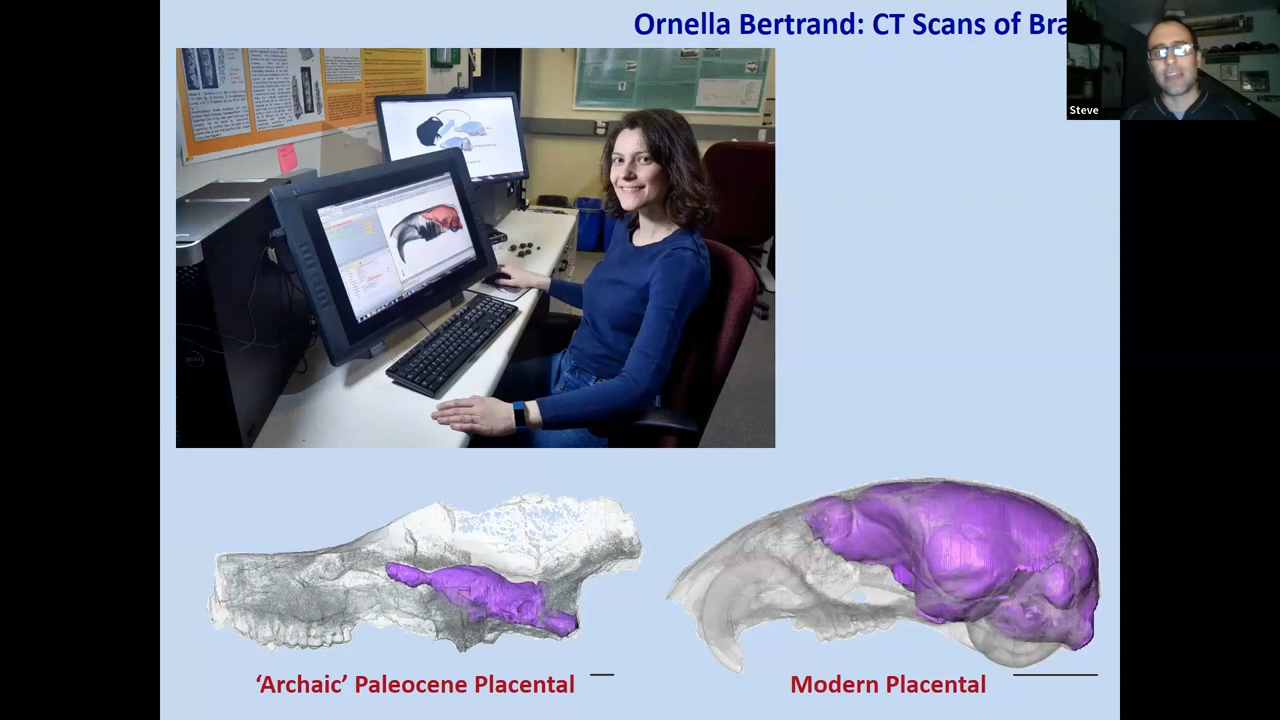 Ornella Bertrand: CT Scans of Bra
Steve
‘Archaic’ Paleocene Placental
Modern Placental